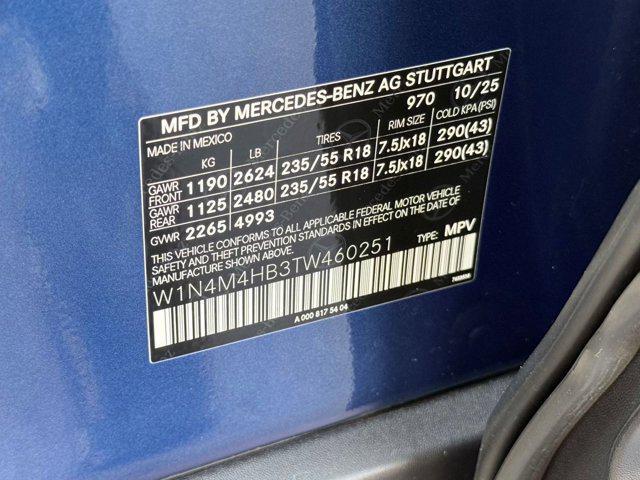 MFD BY MERCEDES-BENZ AG STUTTGART
MADE IN MEXICO 970 10/25
KG LB TIRES RIM SIZE COLD KPA (PSI)
GAWR FRONT 1190 2624 235/55 R18 7.5Jx18 290(43)
GAWR REAR 1125 2480 235/55 R18 7.5Jx18 290(43)
GVWR 2265 4993
THIS VEHICLE CONFORMS TO ALL APPLICABLE FEDERAL MOTOR VEHICLE
SAFETY AND THEFT PREVENTION STANDARDS IN EFFECT ON THE DATE OF
MANUFACTURE SHOWN ABOVE. TYPE: MPV
W1N4M4HB3TW460251
A 000 817 54 04